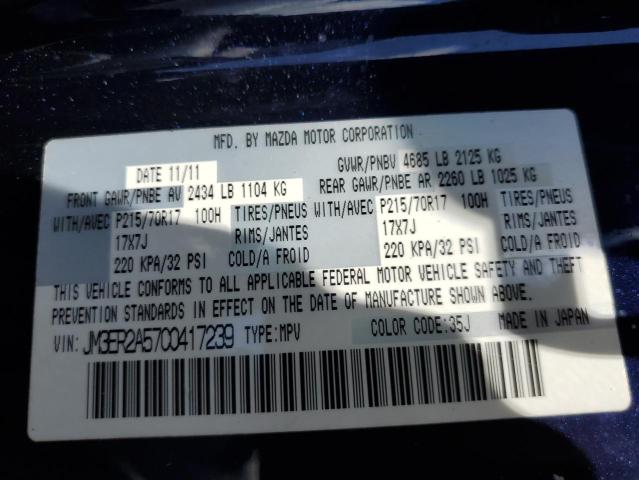 MFD. BY MAZDA MOTOR CORPORATION
DATE 11/11 GVWR/PNBV 4685 LB 2125 KG
FRONT GAWR/PNBE AV 2434 LB 1104 KG REAR GAWR/PNBE AR 2260 LB 1025 KG
WITH/AVEC P215/70R17 100H TIRES/PNEUS WITH/AVEC P215/70R17 100H TIRES/PNEUS
17X7J RIMS/JANTES 17X7J RIMS/JANTES
220 KPA/32 PSI COLD/A FROID 220 KPA/32 PSI COLD/A FROID
THIS VEHICLE CONFORMS TO ALL APPLICABLE FEDERAL MOTOR VEHICLE SAFETY AND THEFT
PREVENTION STANDARDS IN EFFECT ON THE DATE OF MANUFACTURE SHOWN ABOVE.
VIN: JM3ER2A57C0417239 TYPE:MPV COLOR CODE:35J MADE IN JAPAN